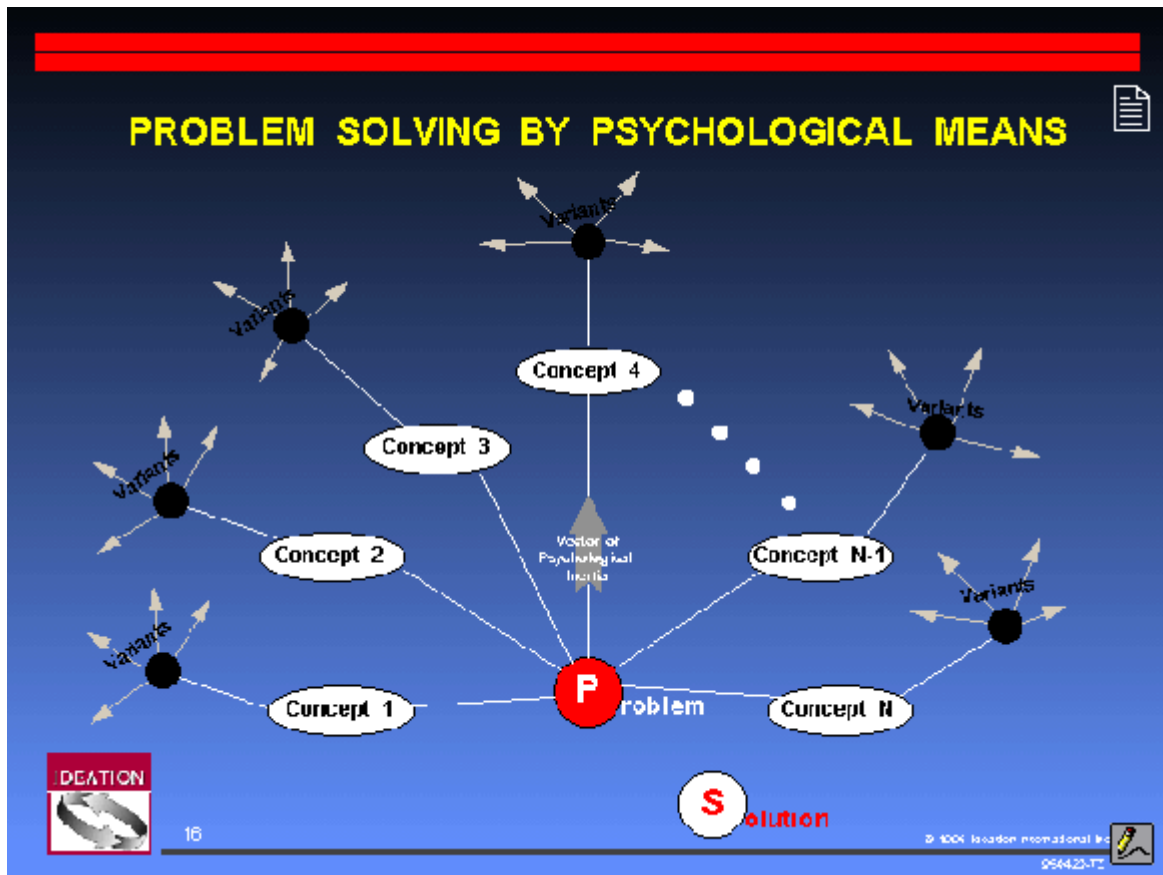 PROBLEM SOLVING BY PSYCHOLOGICAL MEANS
Variants
Variants
Concept 4
Variants
Concept 3
Variants
Vector of
Psychological
Inertia
Concept 2
Concept N-1
Variants
Variants
Concept 1
Problem
Concept N
IDEATION
Solution
16
International